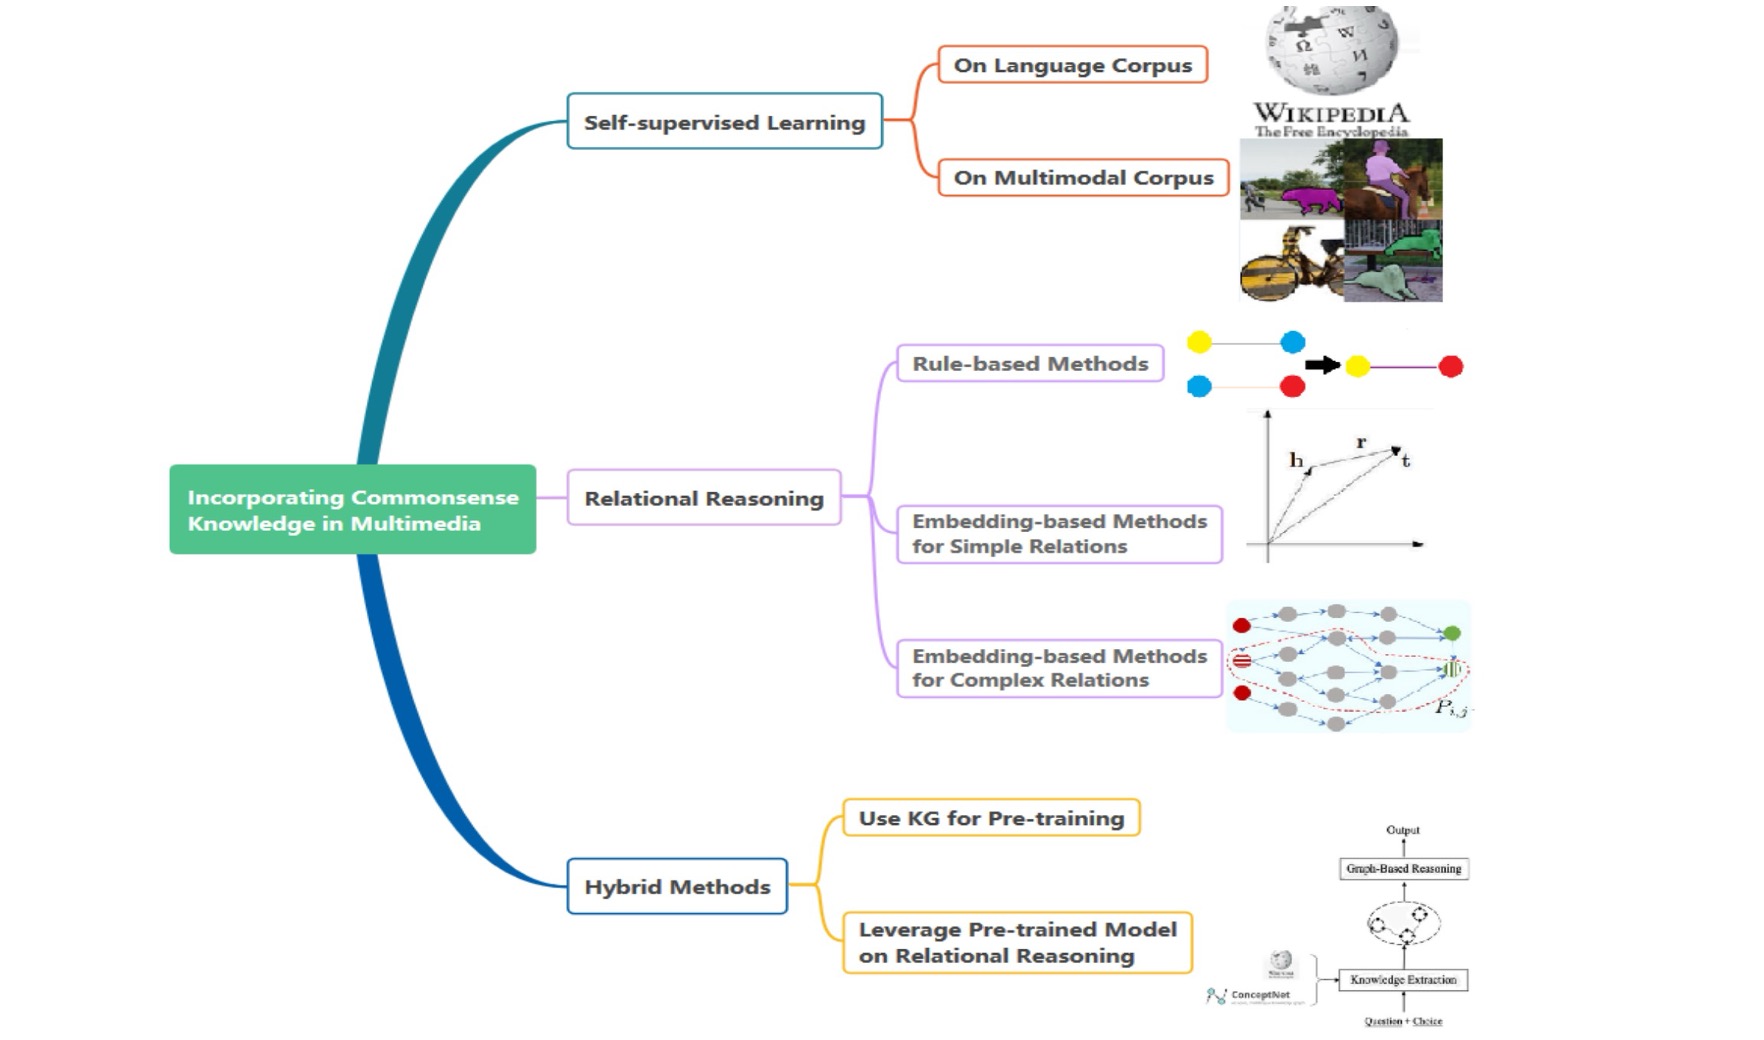 On Language Corpus
WIKIPEDIA
The Free Encyclopedia
Self-supervised Learning
On Multimodal Corpus
Rule-based Methods
r
h
t
Incorporating Commonsense
Knowledge in Multimedia
Relational Reasoning
Embedding-based Methods
for Simple Relations
Embedding-based Methods
for Complex Relations
P_{i,j}
Use KG for Pre-training
Hybrid Methods
Leverage Pre-trained Model
on Relational Reasoning
Output
Graph-Based Reasoning
Knowledge Extraction
ConceptNet
Question + Choice